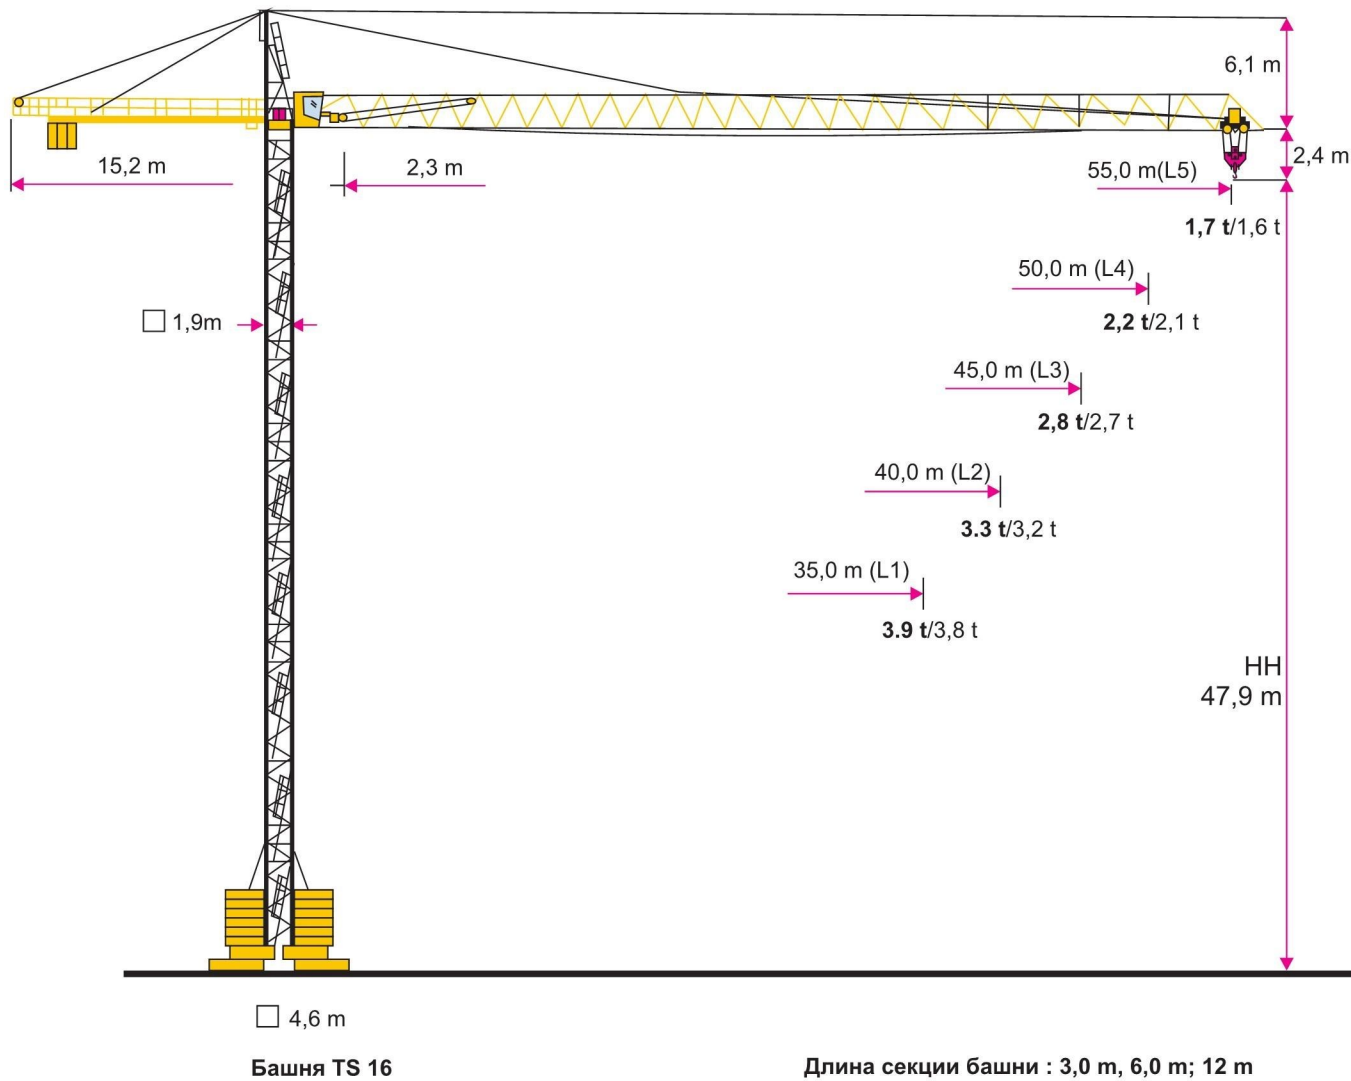 6,1 m
15,2 m
2,3 m
2,4 m
55,0 m(L5)
1,7 t/1,6 t
50,0 m (L4)
1,9m
2,2 t/2,1 t
45,0 m (L3)
2,8 t/2,7 t
40,0 m (L2)
3.3 t/3,2 t
35,0 m (L1)
3.9 t/3,8 t
HH
47,9 m
4,6 m
Башня TS 16
Длина секции башни : 3,0 m, 6,0 m; 12 m